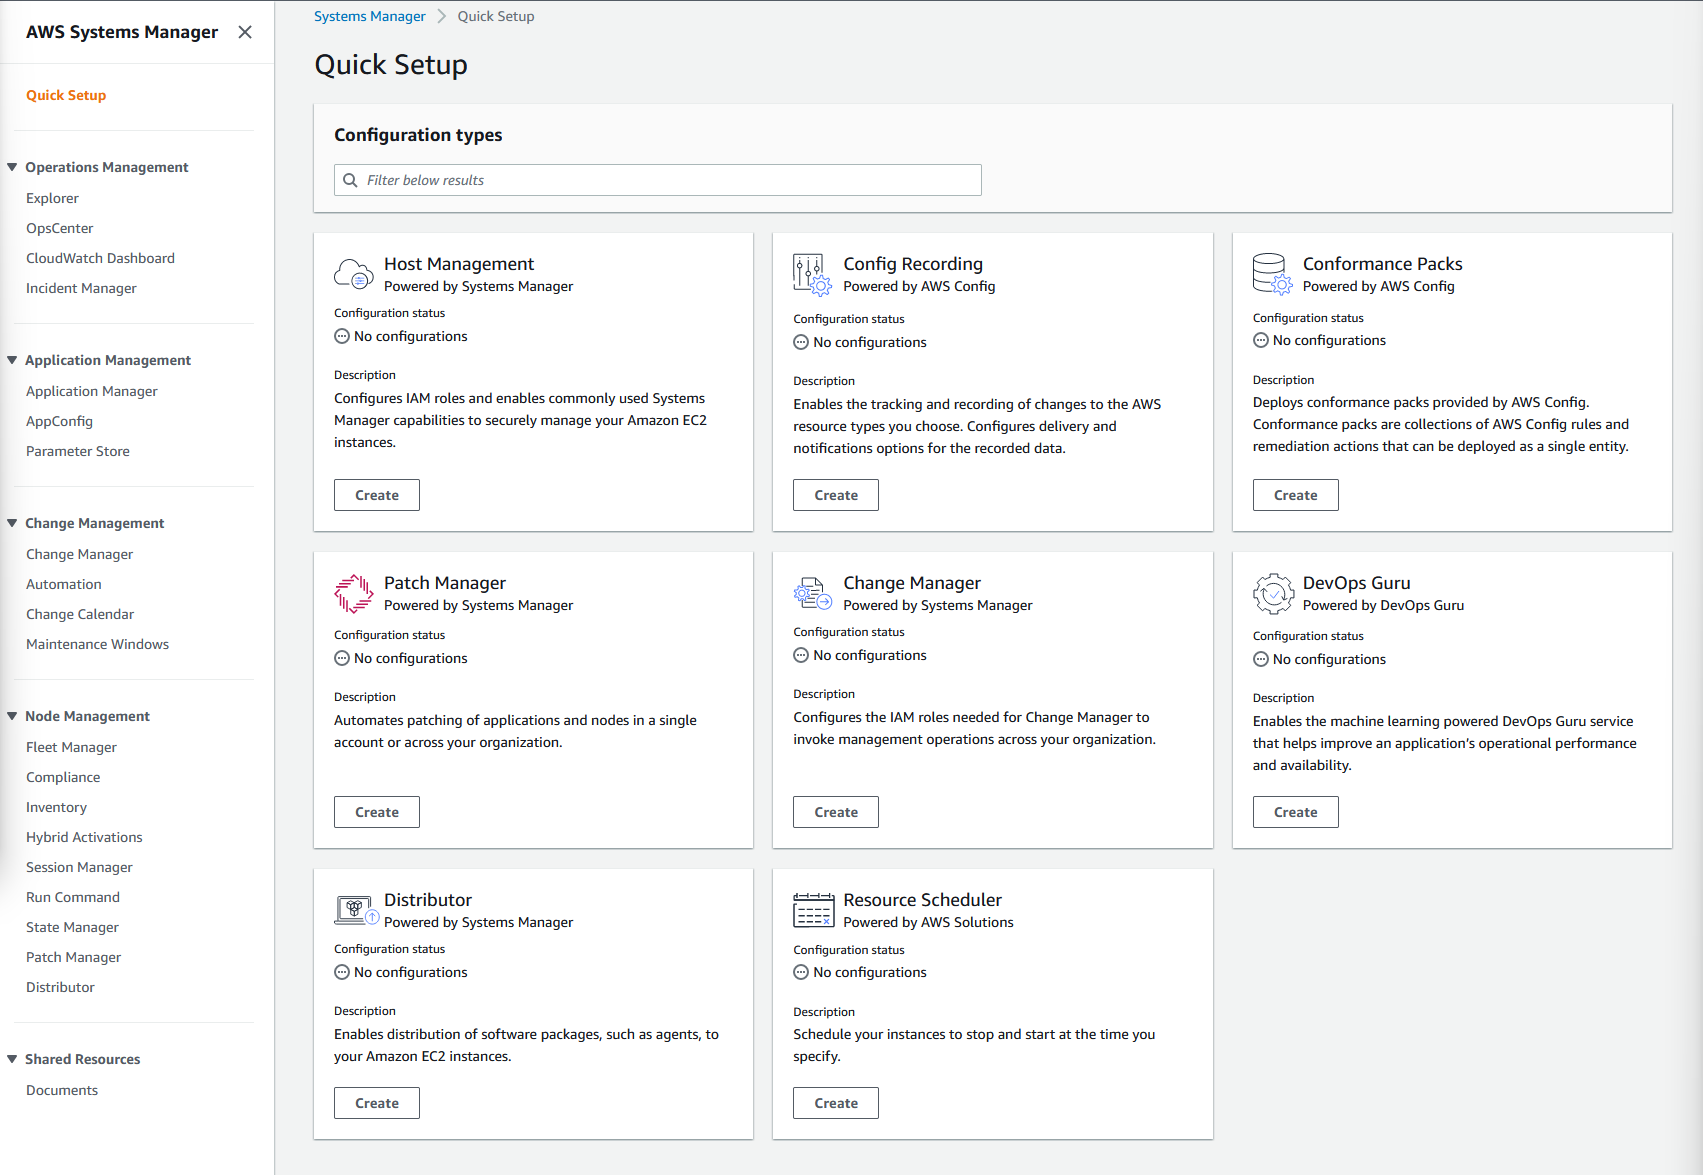 AWS Systems Manager
Quick Setup
Operations Management
Explorer
OpsCenter
CloudWatch Dashboard
Incident Manager
Application Management
Application Manager
AppConfig
Parameter Store
Change Management
Change Manager
Automation
Change Calendar
Maintenance Windows
Node Management
Fleet Manager
Compliance
Inventory
Hybrid Activations
Session Manager
Run Command
State Manager
Patch Manager
Distributor
Shared Resources
Documents
Systems Manager > Quick Setup
Quick Setup
Configuration types
Filter below results
Host Management
Powered by Systems Manager
Configuration status
No configurations
Description
Configures IAM roles and enables commonly used Systems
Manager capabilities to securely manage your Amazon EC2
instances.
Create
Config Recording
Powered by AWS Config
Configuration status
No configurations
Description
Enables the tracking and recording of changes to the AWS
resource types you choose. Configures delivery and
notifications options for the recorded data.
Create
Conformance Packs
Powered by AWS Config
Configuration status
No configurations
Description
Deploys conformance packs provided by AWS Config.
Conformance packs are collections of AWS Config rules and
remediation actions that can be deployed as a single entity.
Create
Patch Manager
Powered by Systems Manager
Configuration status
No configurations
Description
Automates patching of applications and nodes in a single
account or across your organization.
Create
Change Manager
Powered by Systems Manager
Configuration status
No configurations
Description
Configures the IAM roles needed for Change Manager to
invoke management operations across your organization.
Create
DevOps Guru
Powered by DevOps Guru
Configuration status
No configurations
Description
Enables the machine learning powered DevOps Guru service
that helps improve an application's operational performance
and availability.
Create
Distributor
Powered by Systems Manager
Configuration status
No configurations
Description
Enables distribution of software packages, such as agents, to
your Amazon EC2 instances.
Create
Resource Scheduler
Powered by AWS Solutions
Configuration status
No configurations
Description
Schedule your instances to stop and start at the time you
specify.
Create